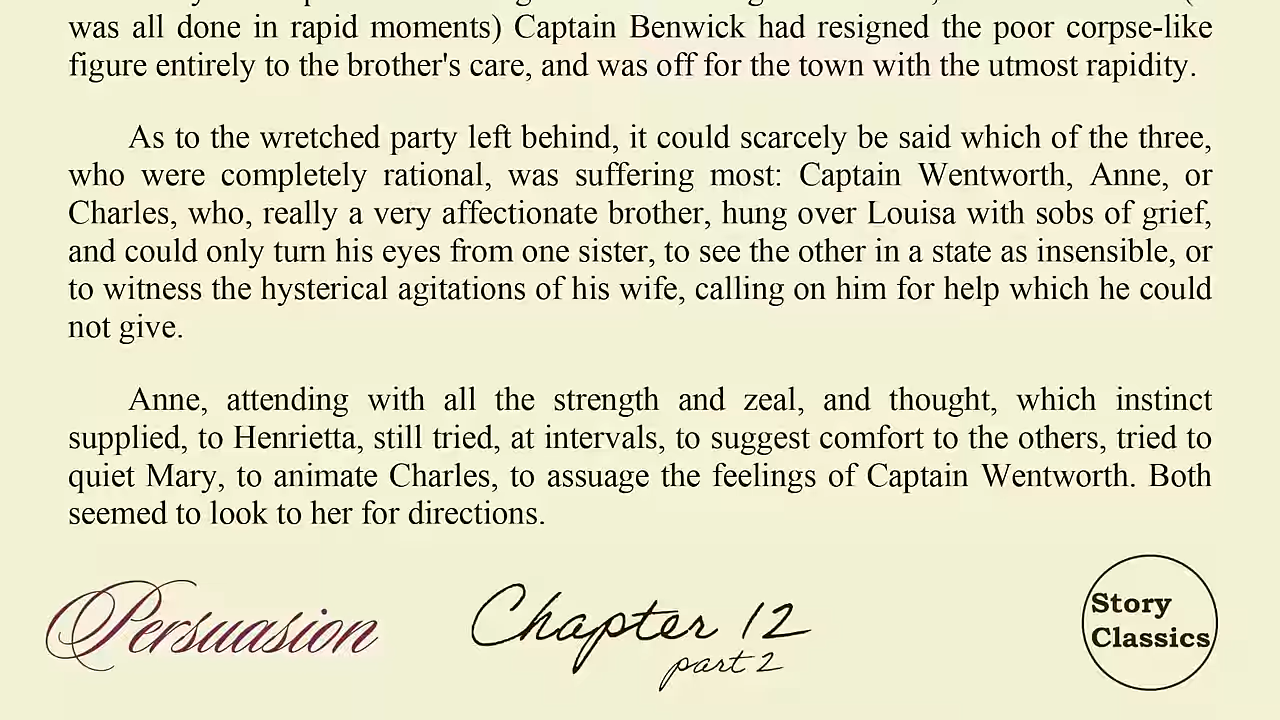 was all done in rapid moments) Captain Benwick had resigned the poor corpse-like
figure entirely to the brother's care, and was off for the town with the utmost rapidity.
As to the wretched party left behind, it could scarcely be said which of the three,
who were completely rational, was suffering most: Captain Wentworth, Anne, or
Charles, who, really a very affectionate brother, hung over Louisa with sobs of grief,
and could only turn his eyes from one sister, to see the other in a state as insensible, or
to witness the hysterical agitations of his wife, calling on him for help which he could
not give.
Anne, attending with all the strength and zeal, and thought, which instinct
supplied, to Henrietta, still tried, at intervals, to suggest comfort to the others, tried to
quiet Mary, to animate Charles, to assuage the feelings of Captain Wentworth. Both
seemed to look to her for directions.
Persuasion
Chapter 12
part 2
Story
Classics